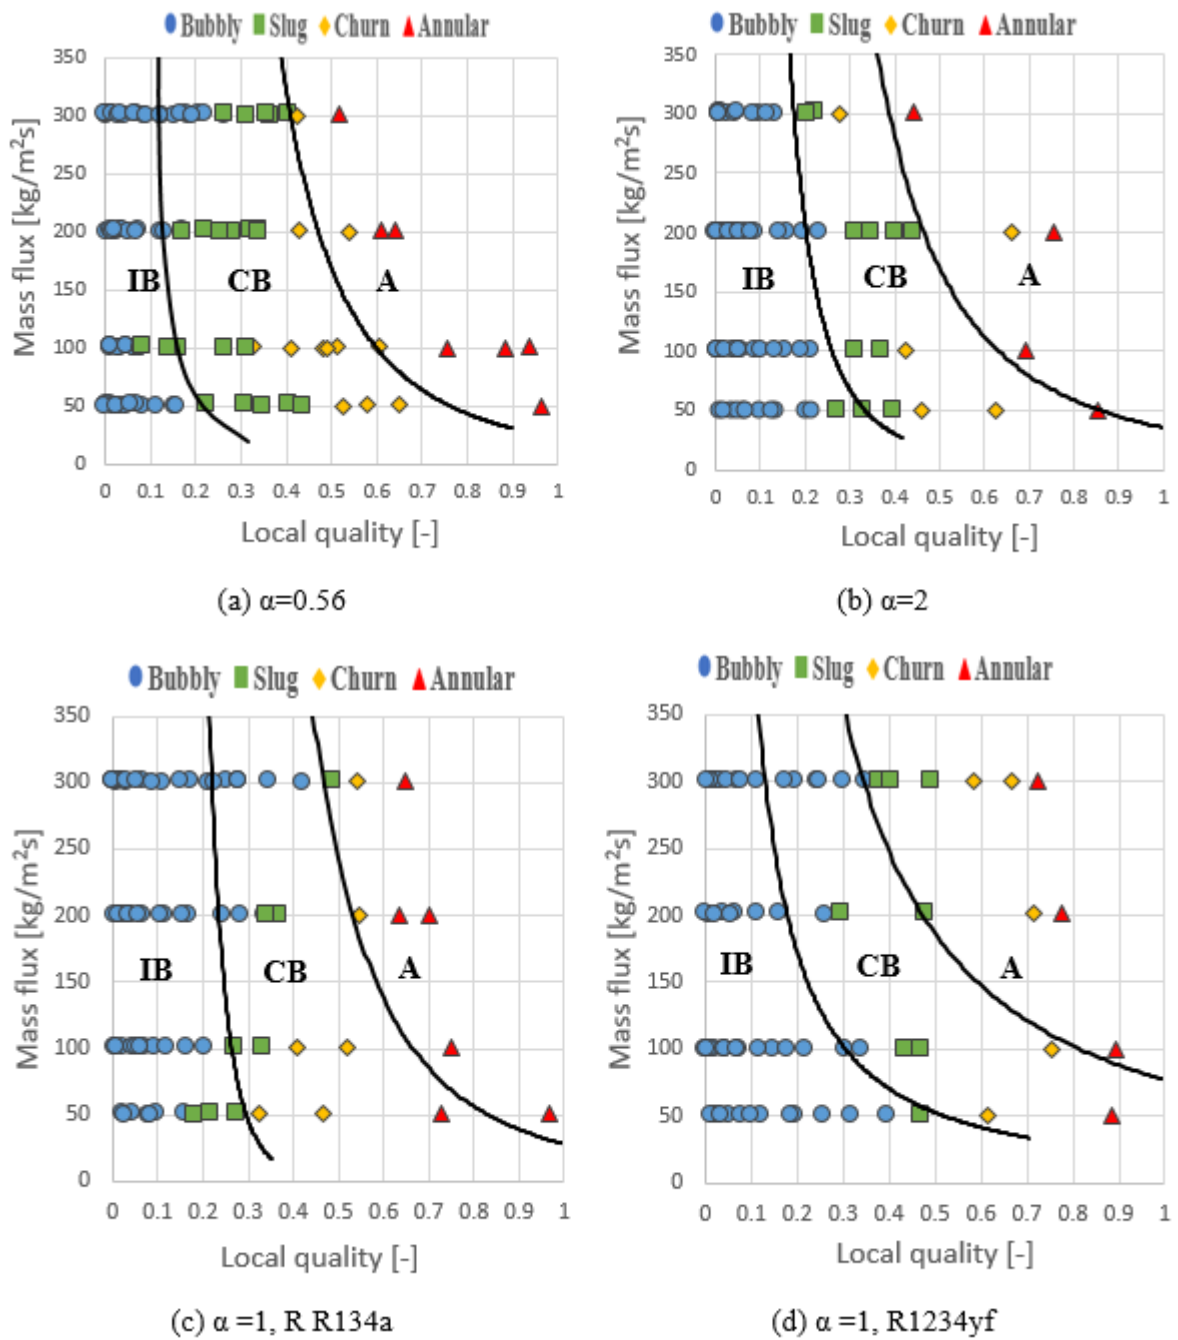 Bubbly Slug Churn Annular
Mass flux [kg/m²s]
350
300
250
200
150
100
50
0
IB CB A
0 0.1 0.2 0.3 0.4 0.5 0.6 0.7 0.8 0.9 1
Local quality [-]
(a) α=0.56
Bubbly Slug Churn Annular
Mass flux [kg/m²s]
350
300
250
200
150
100
50
0
IB CB A
0 0.1 0.2 0.3 0.4 0.5 0.6 0.7 0.8 0.9 1
Local quality [-]
(b) α=2
Bubbly Slug Churn Annular
Mass flux [kg/m²s]
350
300
250
200
150
100
50
0
IB CB A
0 0.1 0.2 0.3 0.4 0.5 0.6 0.7 0.8 0.9 1
Local quality [-]
(c) α =1, R R134a
Bubbly Slug Churn Annular
Mass flux [kg/m²s]
350
300
250
200
150
100
50
0
IB CB A
0 0.1 0.2 0.3 0.4 0.5 0.6 0.7 0.8 0.9 1
Local quality [-]
(d) α =1, R1234yf